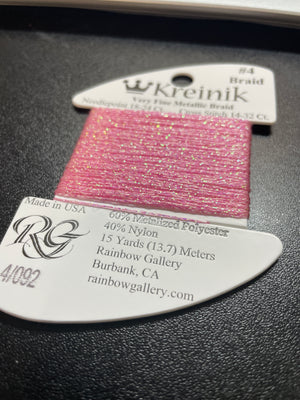 #4
Braid
Kreinik
Very Fine Metallic Braid
Needlepoint 18-24 Ct.
Cross Stitch 14-32 Ct.
Made in USA
60% Metalized Polyester
40% Nylon
15 Yards (13.7) Meters
Rainbow Gallery
Burbank, CA
rainbowgallery.com
RG
4/092